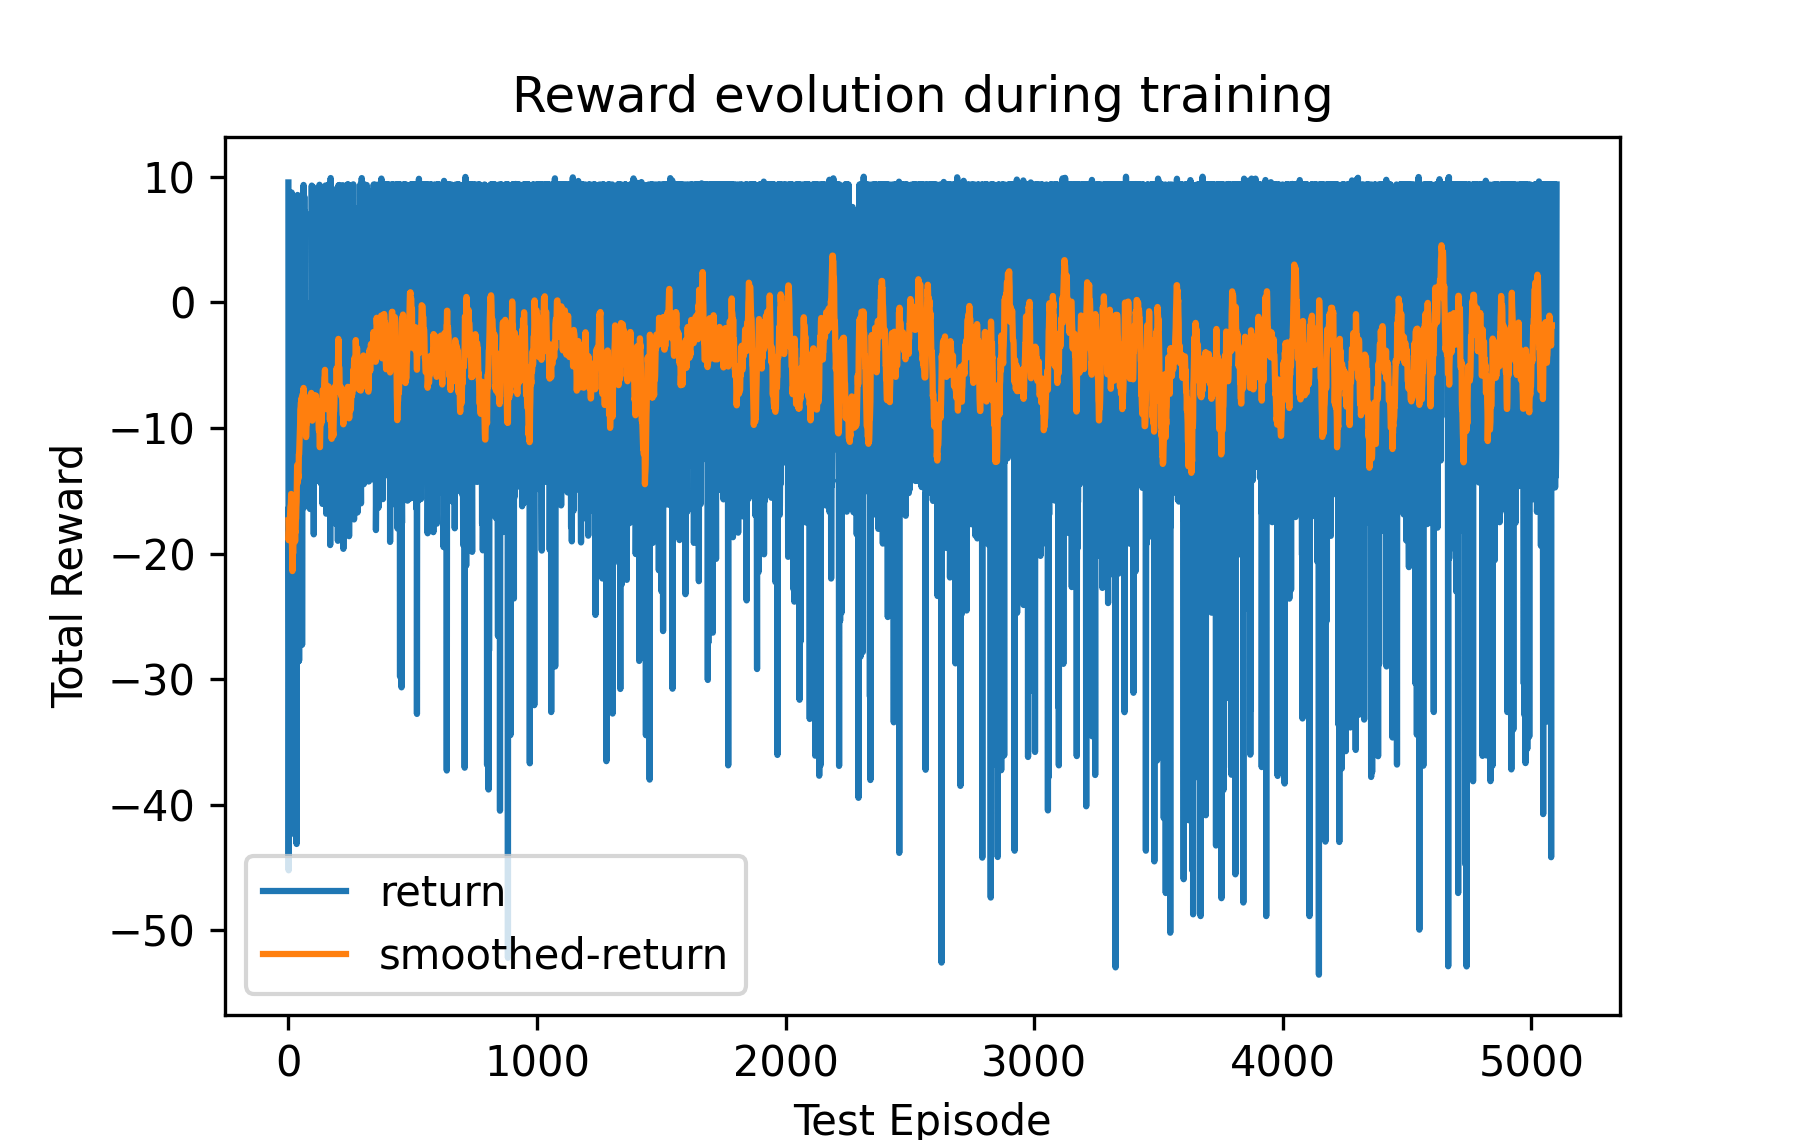 Reward evolution during training
10
0
−10
−20
−30
−40
−50
Total Reward
return
smoothed-return
0 1000 2000 3000 4000 5000
Test Episode